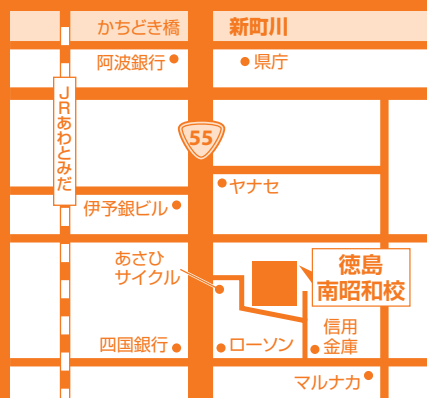 かちどき橋
新町川
阿波銀行
県庁
JRあわとみだ
55
ヤナセ
伊予銀ビル
あさひ
サイクル
徳島
南昭和校
四国銀行
ローソン
信用
金庫
マルナカ